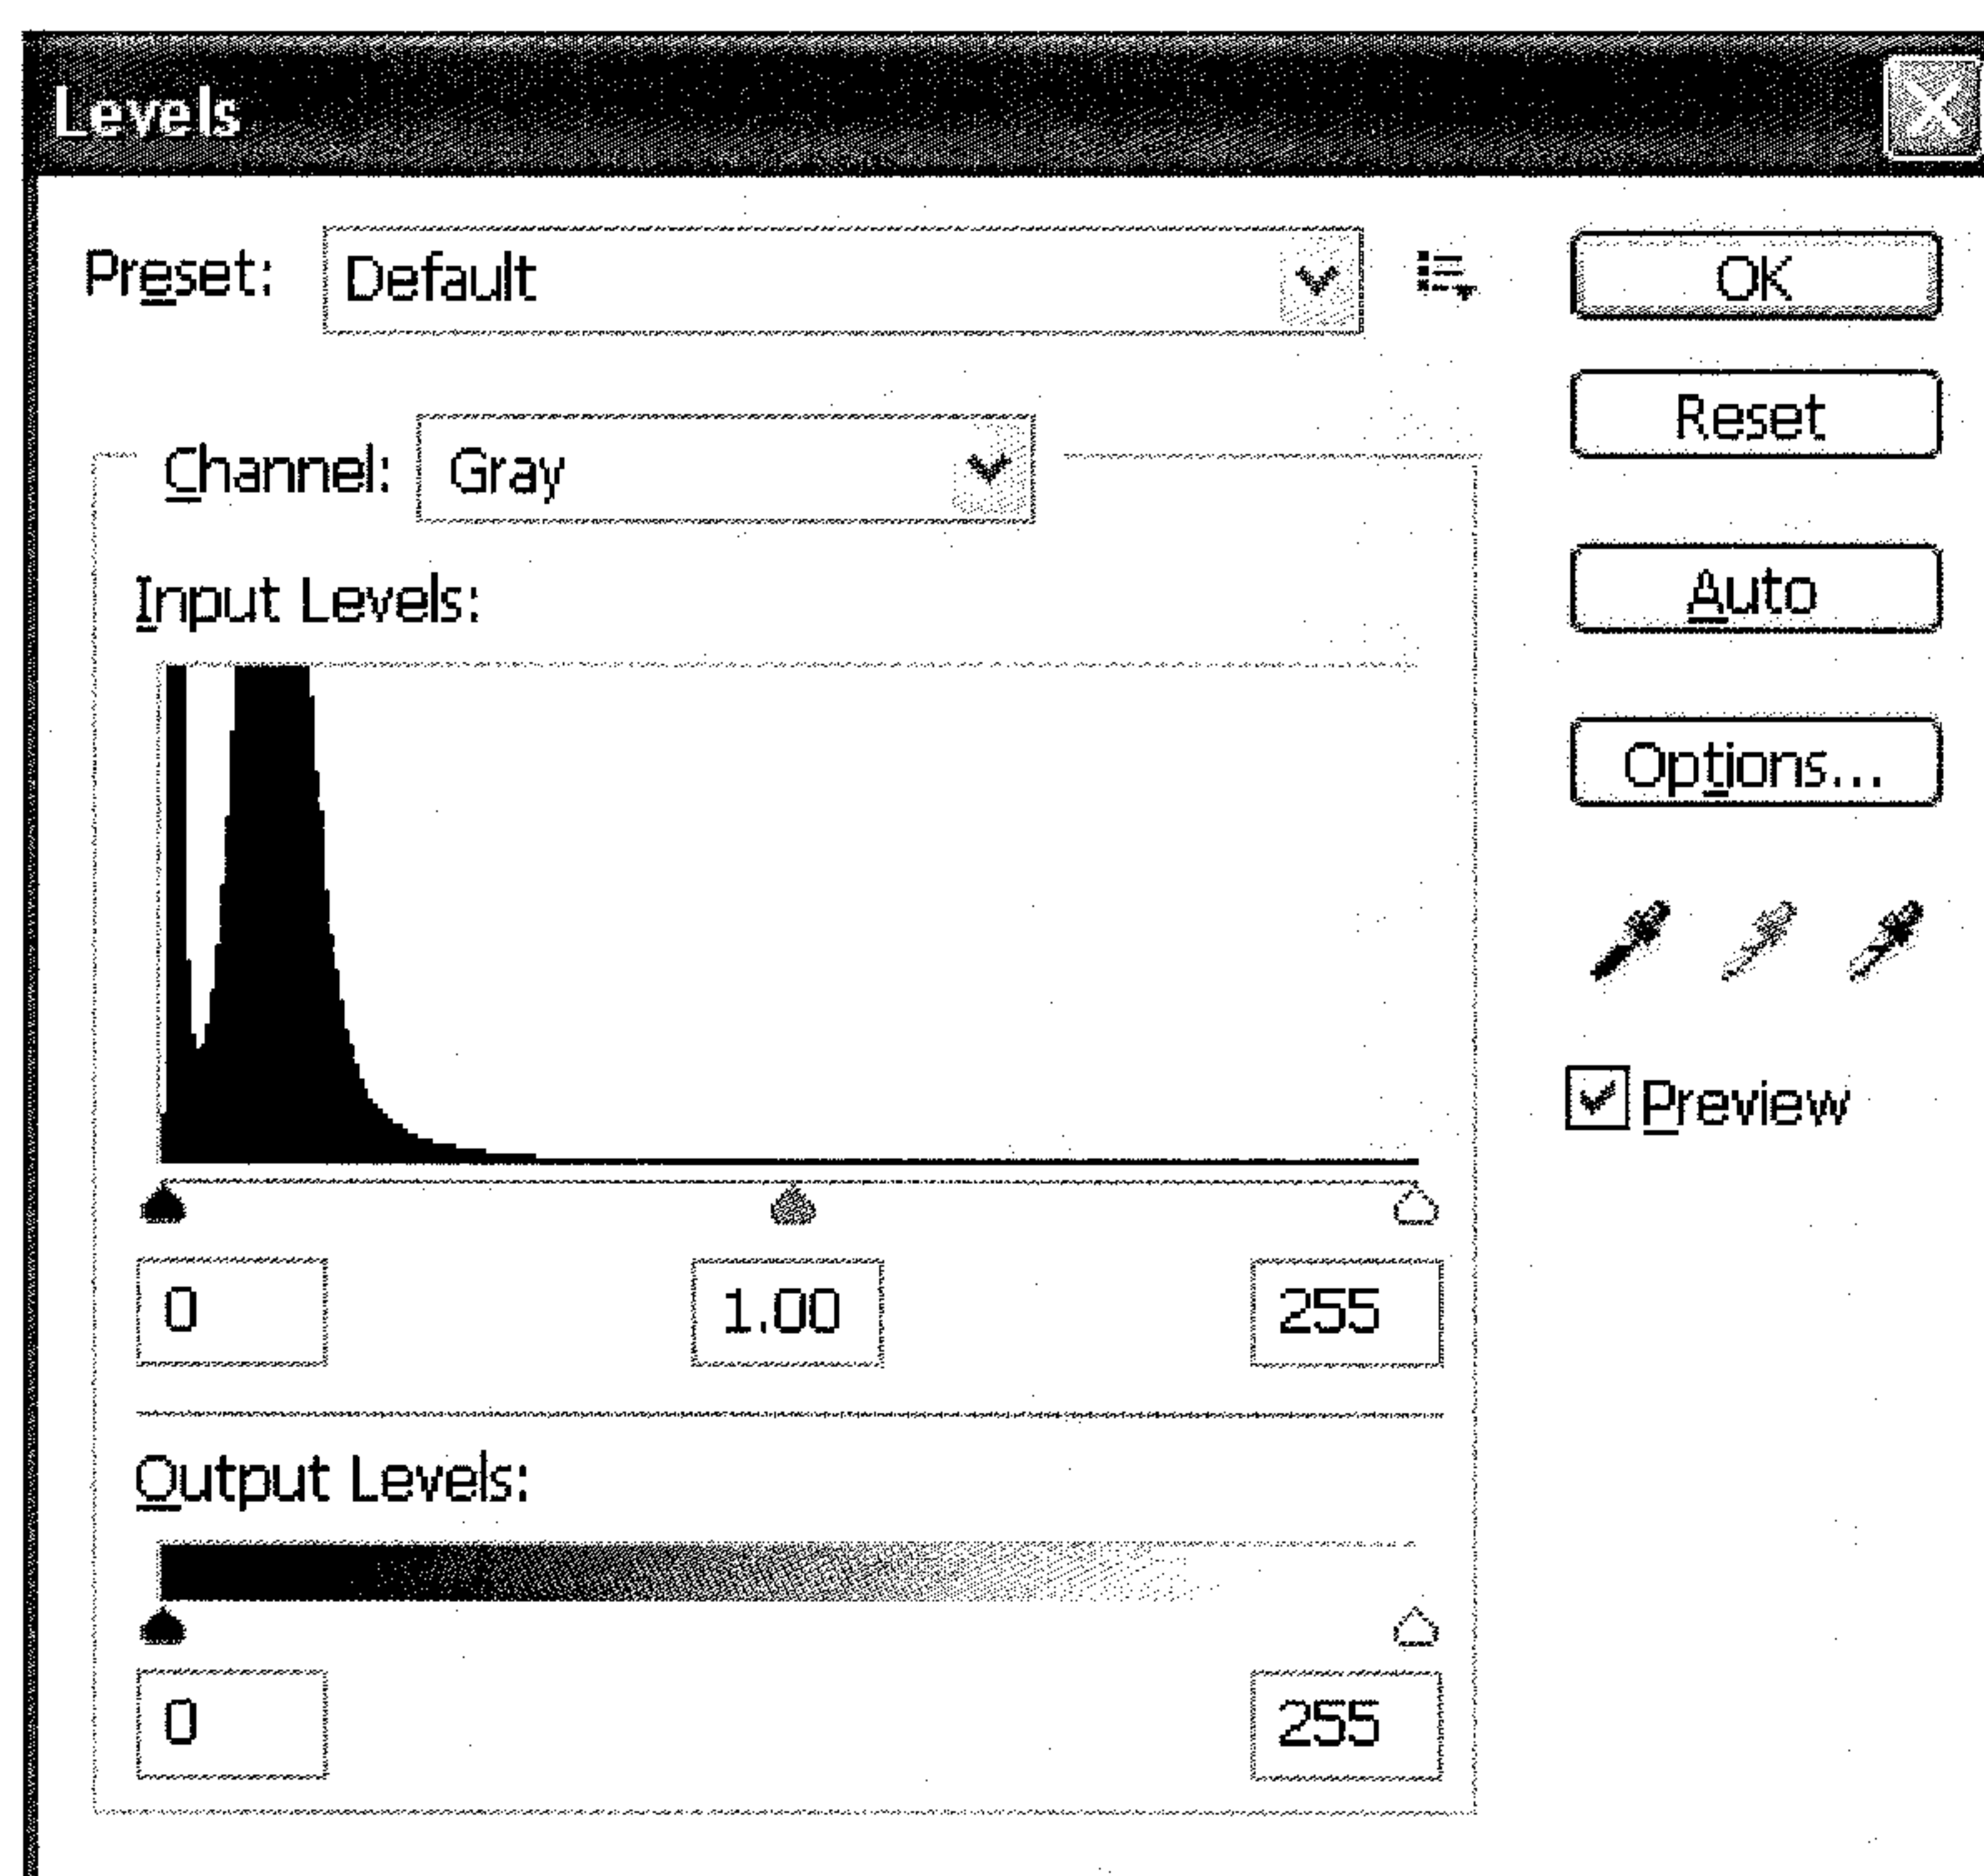 Levels
Preset: Default
OK
Reset
Channel: Gray
Auto
Input Levels:
Options...
Preview
0 1.00 255
Output Levels:
0 255